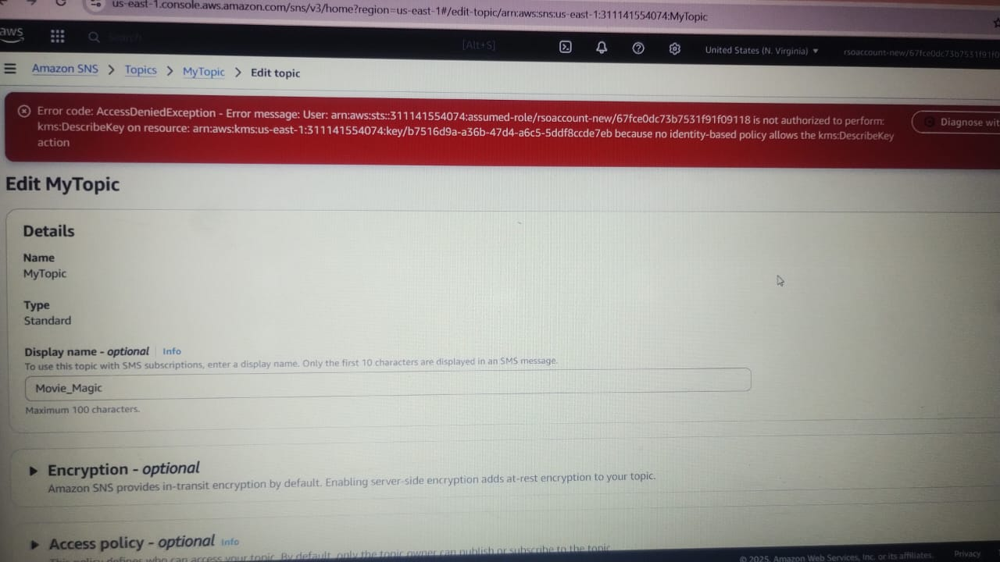 us-east-1.console.aws.amazon.com/sns/v3/home?region=us-east-1#/edit-topic/arn:aws:sns:us-east-1:311141554074:MyTopic
aws
Search
[Alt+S]
United States (N. Virginia) ▼
rsoaccount-new/67fce0dc73b7531f91f0
Amazon SNS > Topics > MyTopic > Edit topic
Error code: AccessDeniedException - Error message: User: arn:aws:sts::311141554074:assumed-role/rsoaccount-new/67fce0dc73b7531f91f09118 is not authorized to perform:
kms:DescribeKey on resource: arn:aws:kms:us-east-1:311141554074:key/b7516d9a-a36b-47d4-a6c5-5ddf8ccde7eb because no identity-based policy allows the kms:DescribeKey
action
Diagnose wit
Edit MyTopic
Details
Name
MyTopic
Type
Standard
Display name - optional | Info
To use this topic with SMS subscriptions, enter a display name. Only the first 10 characters are displayed in an SMS message.
Movie_Magic
Maximum 100 characters.
Encryption - optional
Amazon SNS provides in-transit encryption by default. Enabling server-side encryption adds at-rest encryption to your topic.
Access policy - optional Info
This policy defines who can access your topic. By default, only the topic owner can publish or subscribe to the topic.
© 2025, Amazon Web Services, Inc. or its affiliates.
Privacy